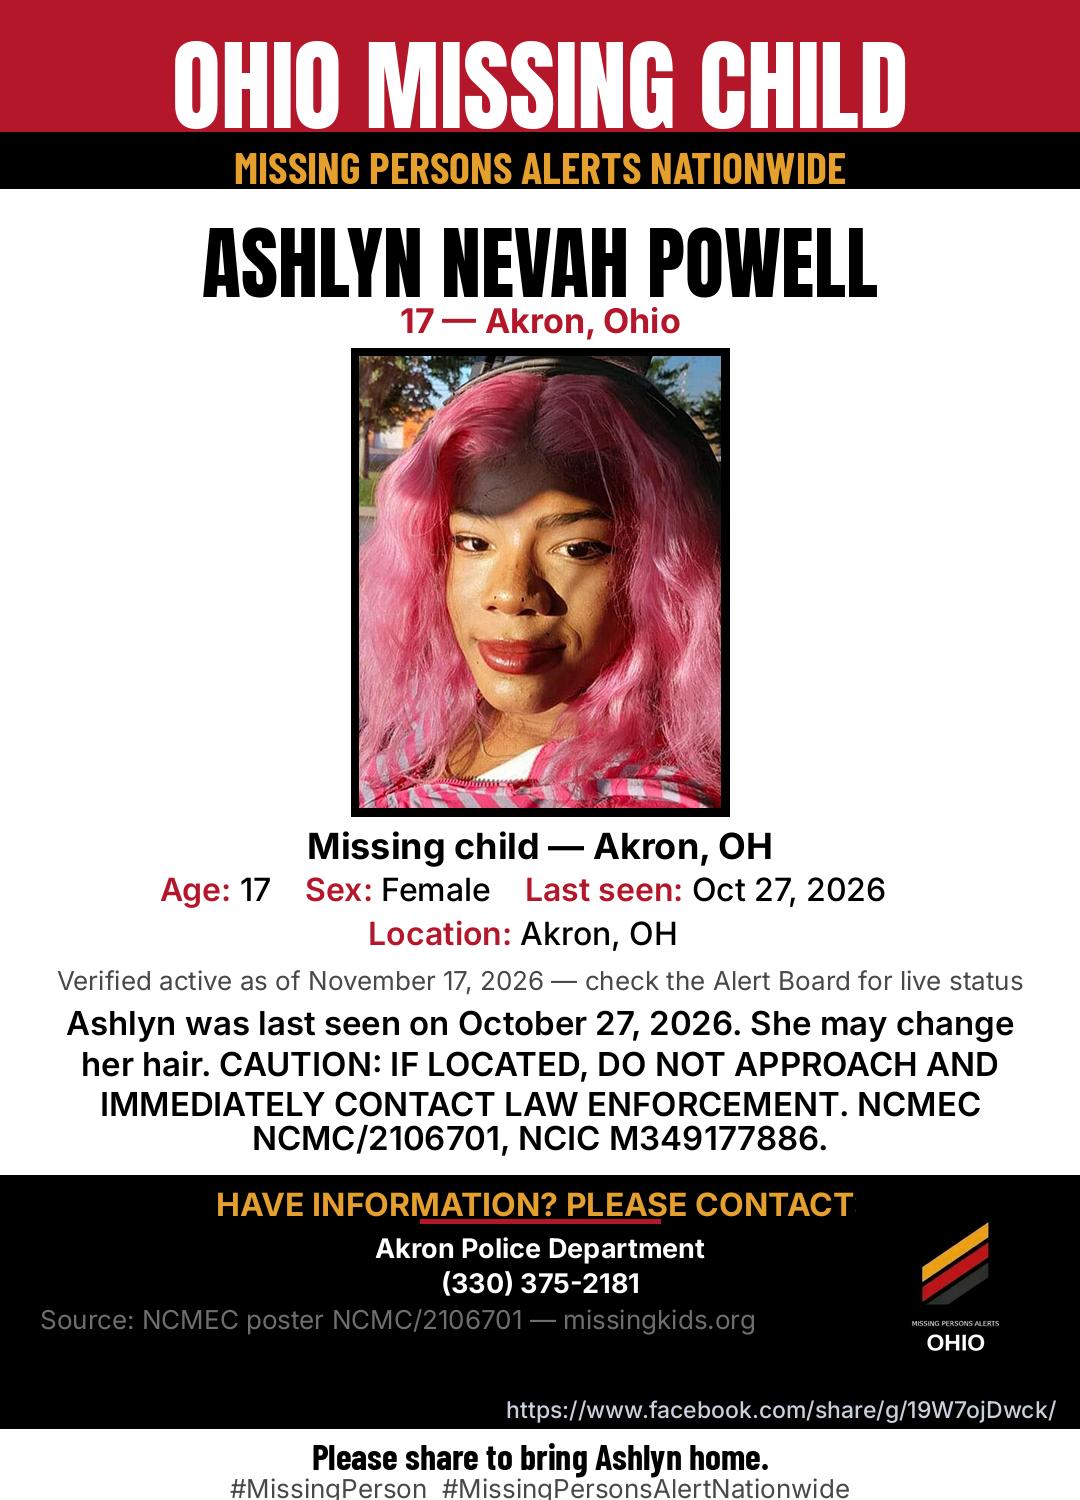 OHIO MISSING CHILD
MISSING PERSONS ALERTS NATIONWIDE
ASHLYN NEVAH POWELL
17 — Akron, Ohio
Missing child — Akron, OH
Age: 17 Sex: Female Last seen: Oct 27, 2026
Location: Akron, OH
Verified active as of November 17, 2026 — check the Alert Board for live status
Ashlyn was last seen on October 27, 2026. She may change
her hair. CAUTION: IF LOCATED, DO NOT APPROACH AND
IMMEDIATELY CONTACT LAW ENFORCEMENT. NCMEC
NCMC/2106701, NCIC M349177886.
HAVE INFORMATION? PLEASE CONTACT:
Akron Police Department
(330) 375-2181
Source: NCMEC poster NCMC/2106701 — missingkids.org
MISSING PERSONS ALERTS
OHIO
https://www.facebook.com/share/g/19W7ojDwck/
Please share to bring Ashlyn home.
#MissingPerson #MissingPersonsAlertNationwide